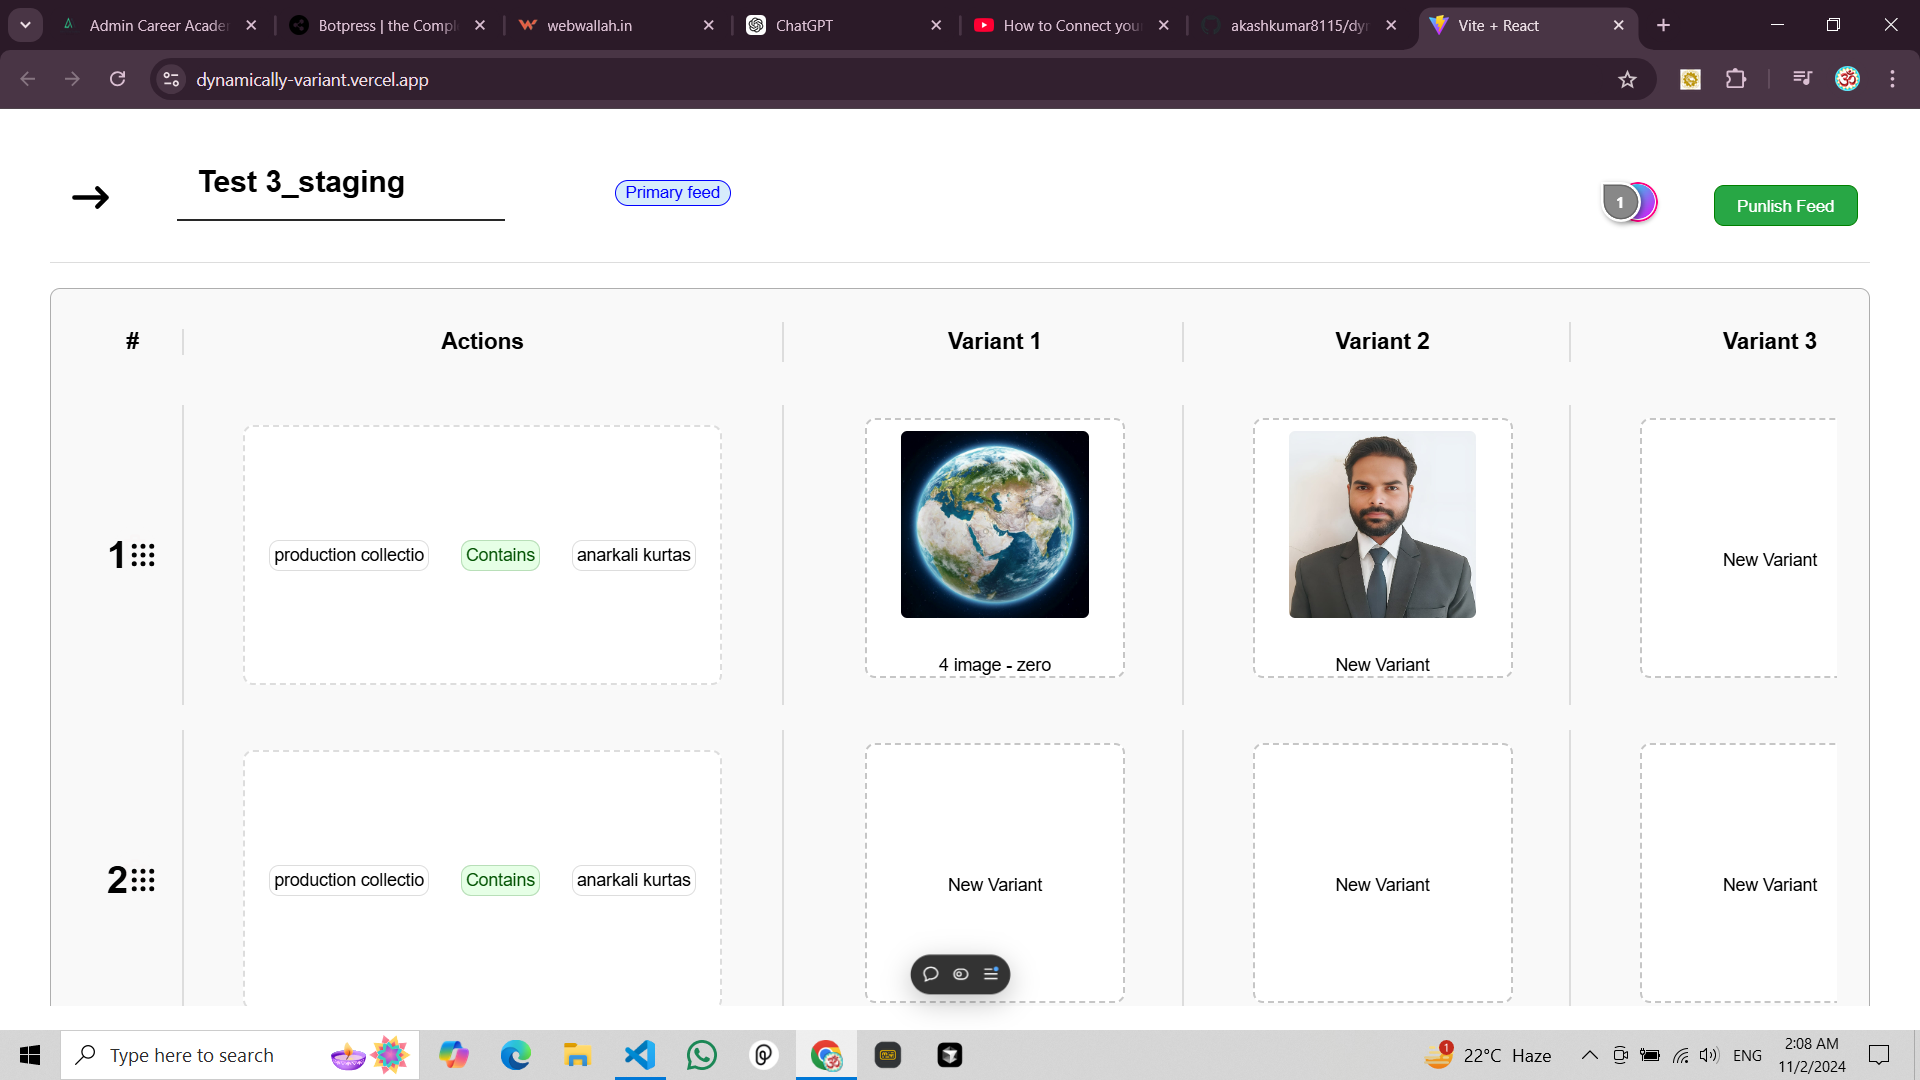 Admin Career Acade
Botpress | the Compl
webwallah.in
ChatGPT
How to Connect you
akashkumar8115/dyn
Vite + React
dynamically-variant.vercel.app
Test 3_staging
Primary feed
1
Punlish Feed
#
Actions
Variant 1
Variant 2
Variant 3
1
production collectio
Contains
anarkali kurtas
4 image - zero
New Variant
New Variant
2
production collectio
Contains
anarkali kurtas
New Variant
New Variant
New Variant
Type here to search
1
22°C Haze
ENG
2:08 AM
11/2/2024